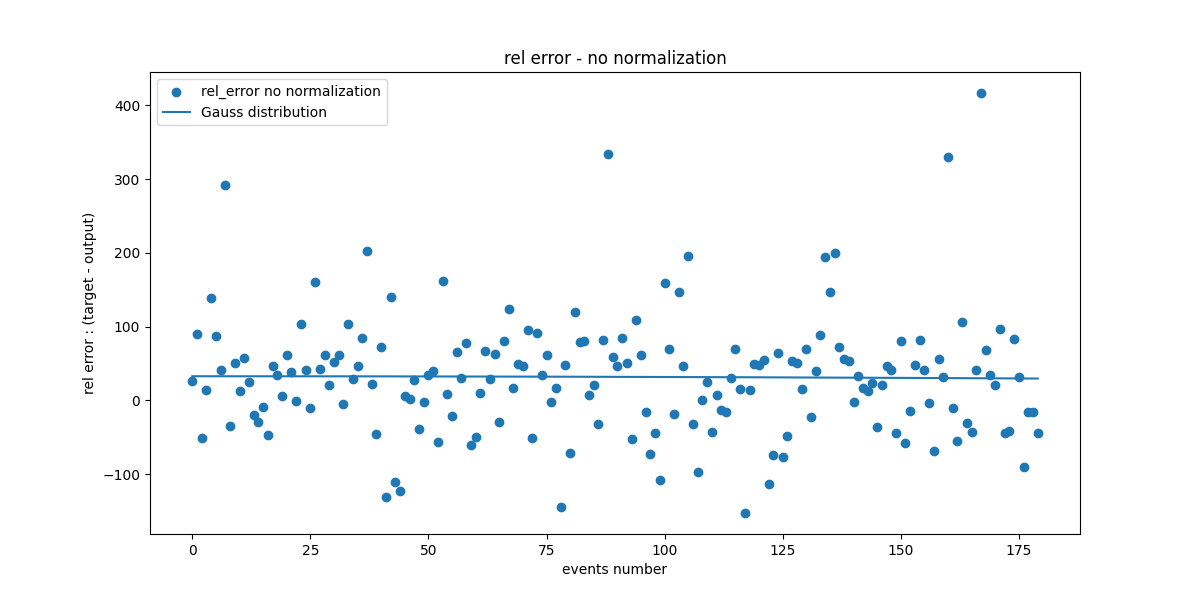 rel error - no normalization
rel_error no normalization
Gauss distribution
rel error : (target - output)
400
300
200
100
0
−100
0 25 50 75 100 125 150 175
events number